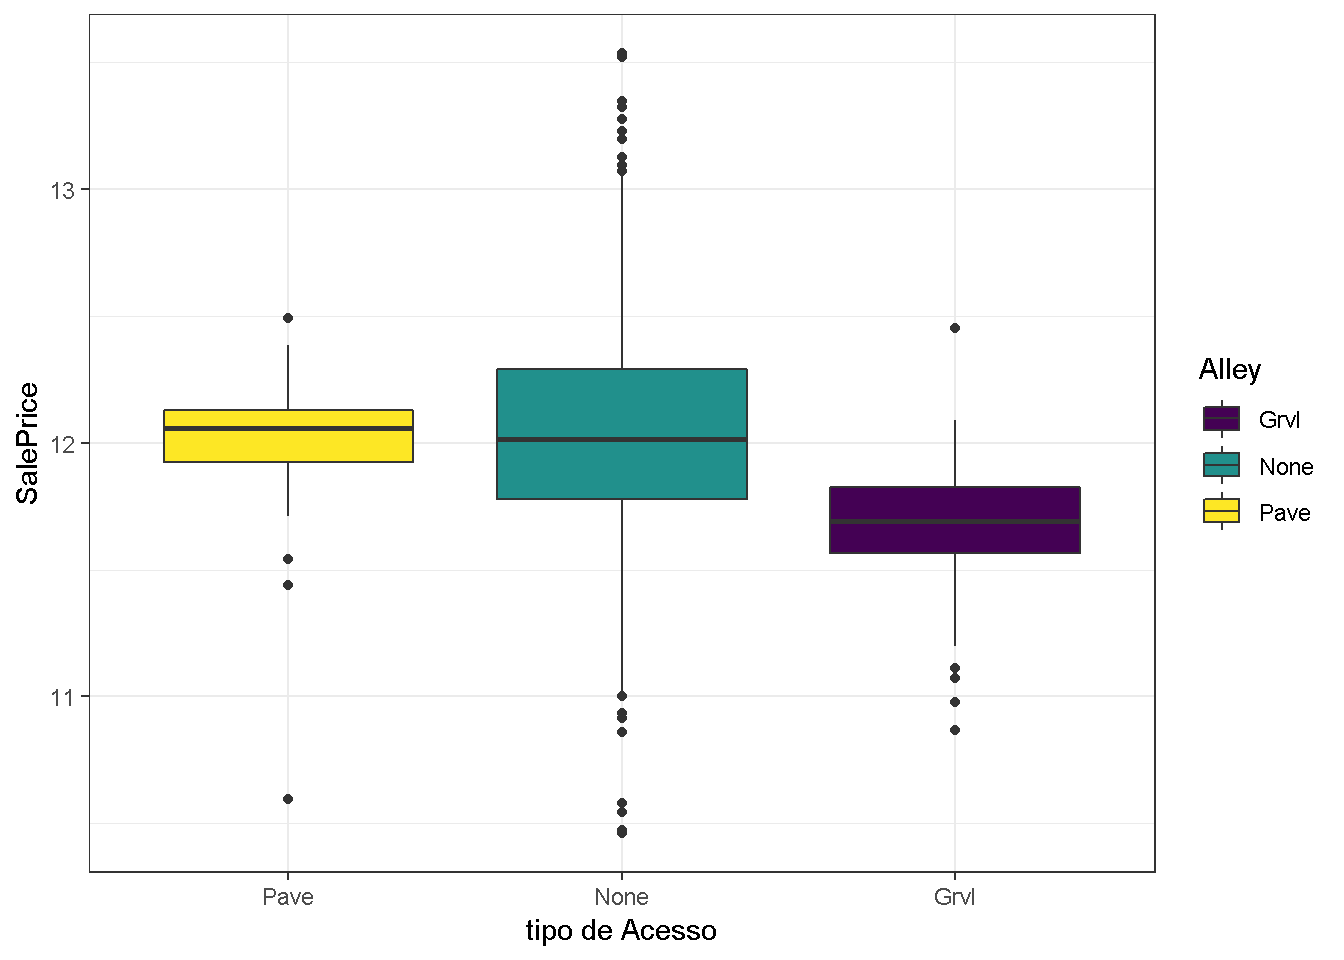 13
12
11
SalePrice
Pave
None
Grvl
tipo de Acesso
Alley
Grvl
None
Pave